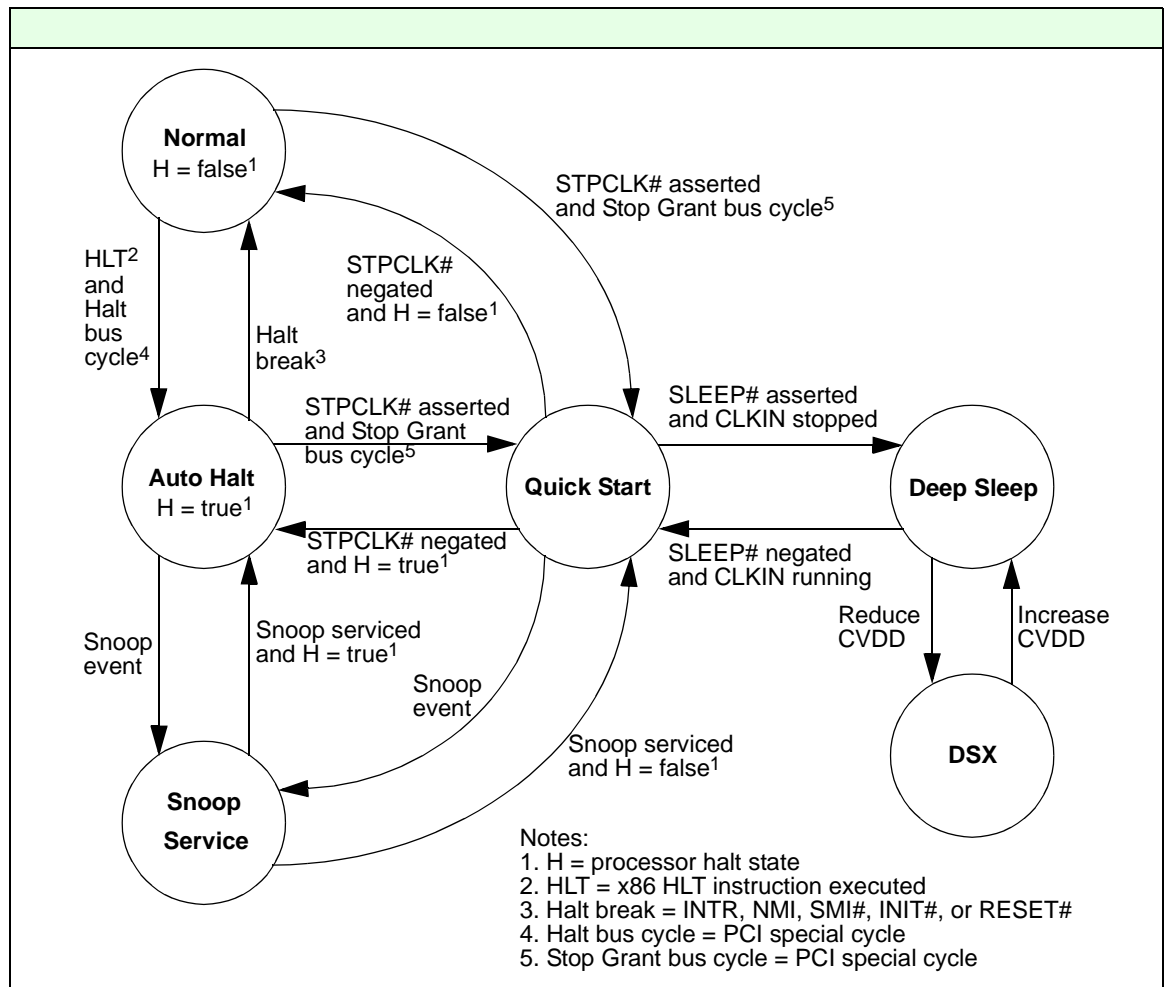 Normal
H = false1
STPCLK# asserted
and Stop Grant bus cycle5
HLT2
and
Halt
bus
cycle4
STPCLK#
negated
and H = false1
Halt
break3
STPCLK# asserted
and Stop Grant
bus cycle5
SLEEP# asserted
and CLKIN stopped
Auto Halt
H = true1
Quick Start
Deep Sleep
STPCLK# negated
and H = true1
SLEEP# negated
and CLKIN running
Reduce
CVDD
Increase
CVDD
Snoop
event
Snoop serviced
and H = true1
Snoop
event
Snoop serviced
and H = false1
DSX
Snoop
Service
Notes:
1. H = processor halt state
2. HLT = x86 HLT instruction executed
3. Halt break = INTR, NMI, SMI#, INIT#, or RESET#
4. Halt bus cycle = PCI special cycle
5. Stop Grant bus cycle = PCI special cycle